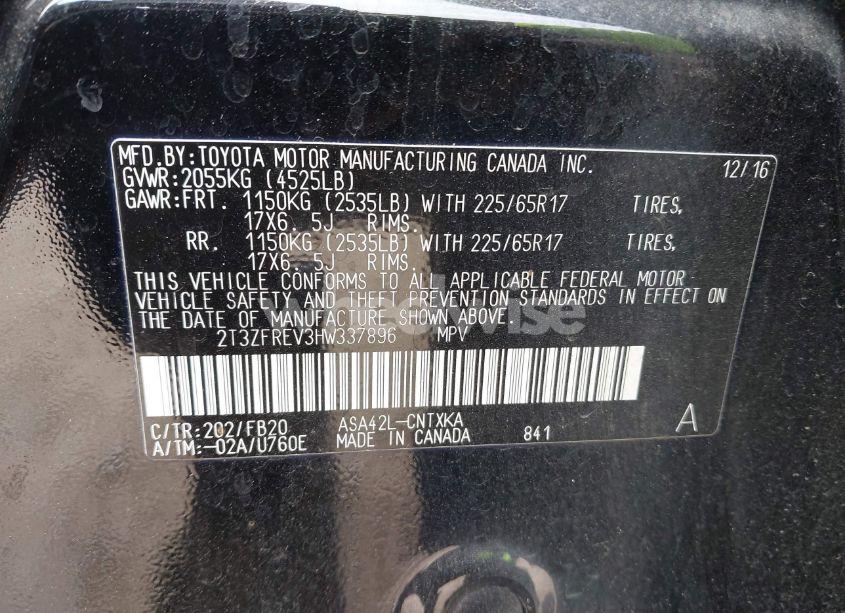 MFD.BY:TOYOTA MOTOR MANUFACTURING CANADA INC. 12/16
GVWR:2055KG (4525LB)
GAWR:FRT. 1150KG (2535LB) WITH 225/65R17 TIRES,
17X6. 5J RIMS.
RR. 1150KG (2535LB) WITH 225/65R17 TIRES,
17X6. 5J RIMS.
THIS VEHICLE CONFORMS TO ALL APPLICABLE FEDERAL MOTOR
VEHICLE SAFETY AND THEFT PREVENTION STANDARDS IN EFFECT ON
THE DATE OF MANUFACTURE SHOWN ABOVE.
2T3ZFREV3HW337896 MPV
C/TR:202/FB20 ASA42L-CNTXKA
A/TM:-02A/U760E MADE IN CANADA 841 A